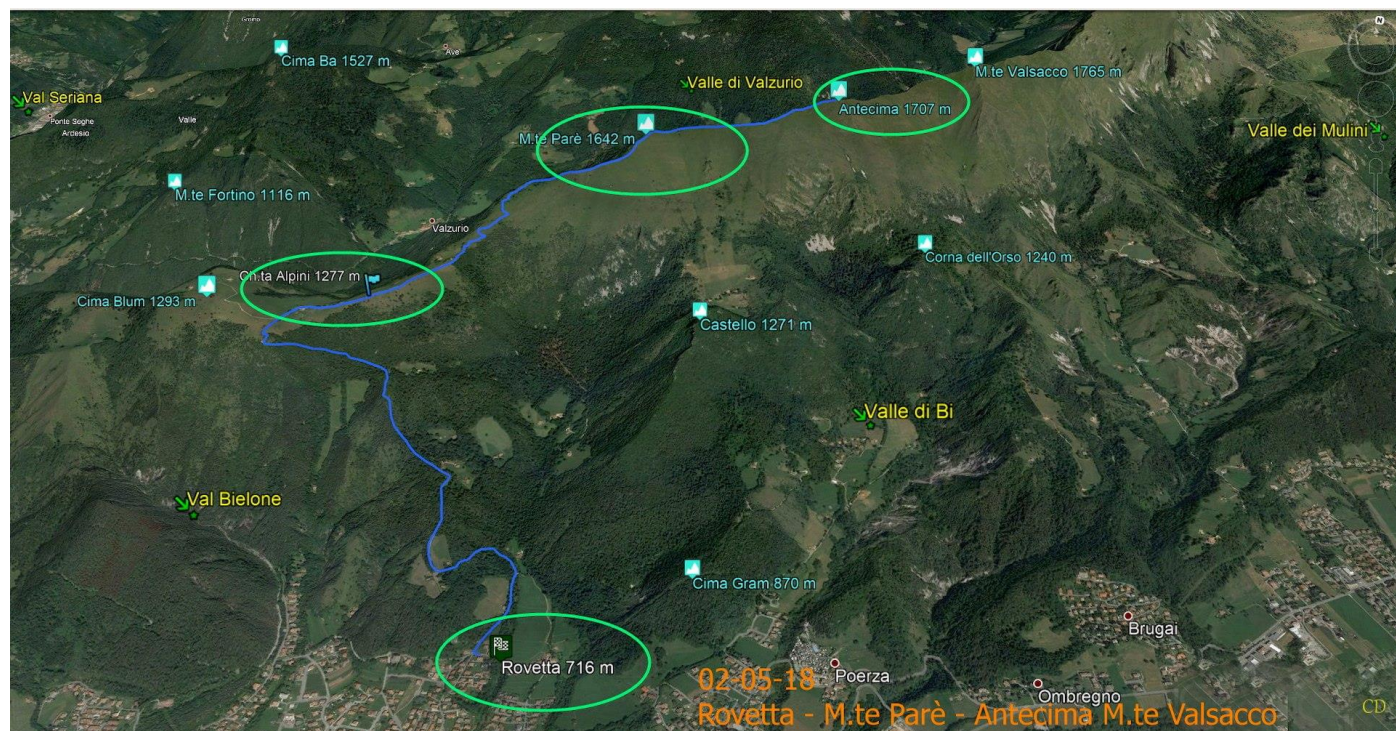 Gromo
Cima Ba 1527 m
Ave
M.te Valsacco 1765 m
Valle di Valzurio
Val Seriana
Antecima 1707 m
Ponte Seghe
Valle
Ardesio
M.te Parè 1642 m
Valle dei Mulini
M.te Fortino 1116 m
Valzurio
Corna dell'Orso 1240 m
Ch.ta Alpini 1277 m
Cima Blum 1293 m
Castello 1271 m
Valle di Bi
Val Bielone
Cima Gram 870 m
Brugai
Rovetta 716 m
Poerza
02-05-18
Ombregno
Rovetta - M.te Parè - Antecima M.te Valsacco
CD
N